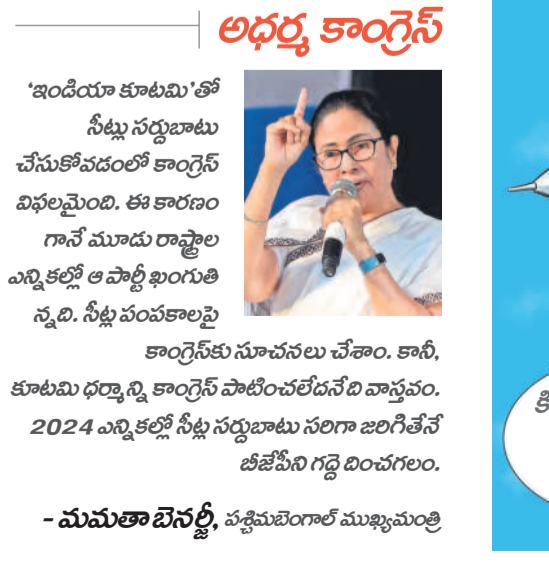 అధర్మ కాంగ్రెస్
‘ఇండియా కూటమి’తో
సీట్లు సర్దుబాటు
చేసుకోవడంలో కాంగ్రెస్
విఫలమైంది. ఈ కారణం
గానే మూడు రాష్ట్రాల
ఎన్నికల్లో ఆ పార్టీ ఖంగుతి
న్నది. సీట్ల పంపకాలపై
కాంగ్రెస్‌కు సూచనలు చేశాం. కానీ,
కూటమి ధర్మాన్ని కాంగ్రెస్ పాటించలేదనేది వాస్తవం.
2024 ఎన్నికల్లో సీట్ల సర్దుబాటు సరిగా జరిగితేనే
బీజేపీని గద్దె దించగలం.
- మమతా బెనర్జీ, పశ్చిమబెంగాల్ ముఖ్యమంత్రి